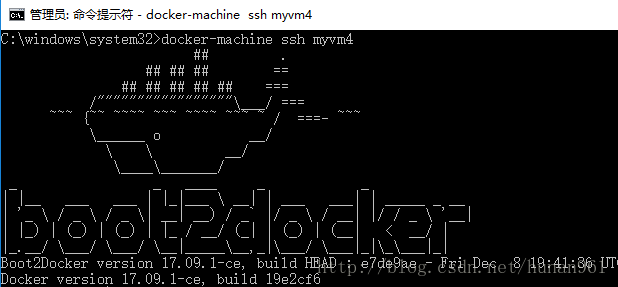 管理员: 命令提示符 - docker-machine ssh myvm4
C:\windows\system32>docker-machine ssh myvm4
boot2docker
Boot2Docker version 17.09.1-ce, build HEAD : e7de9ae - Fri Dec 8 19:41:36 UTC
Docker version 17.09.1-ce, build 19e2cf6